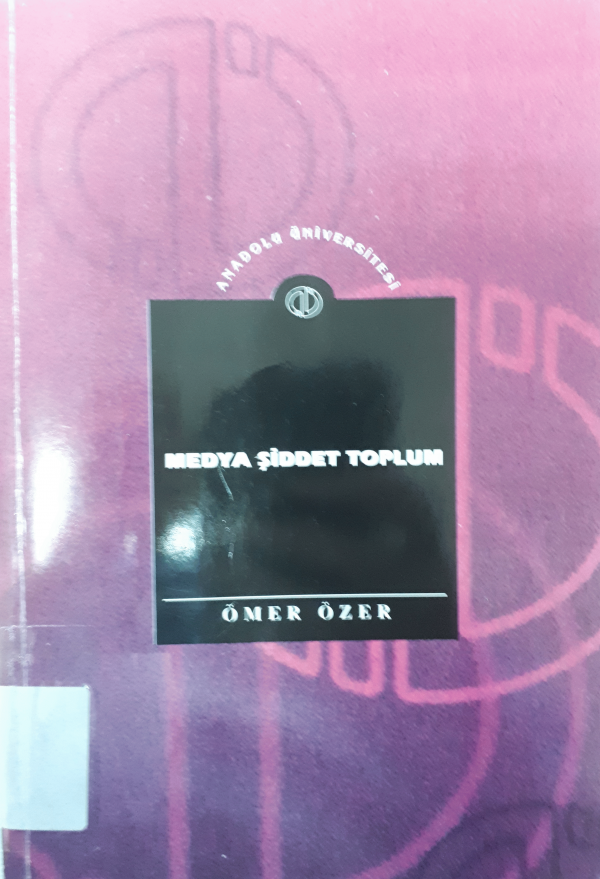 ANADOLU ÜNİVERSİTESİ
MEDYA ŞİDDET TOPLUM
ÖMER ÖZER